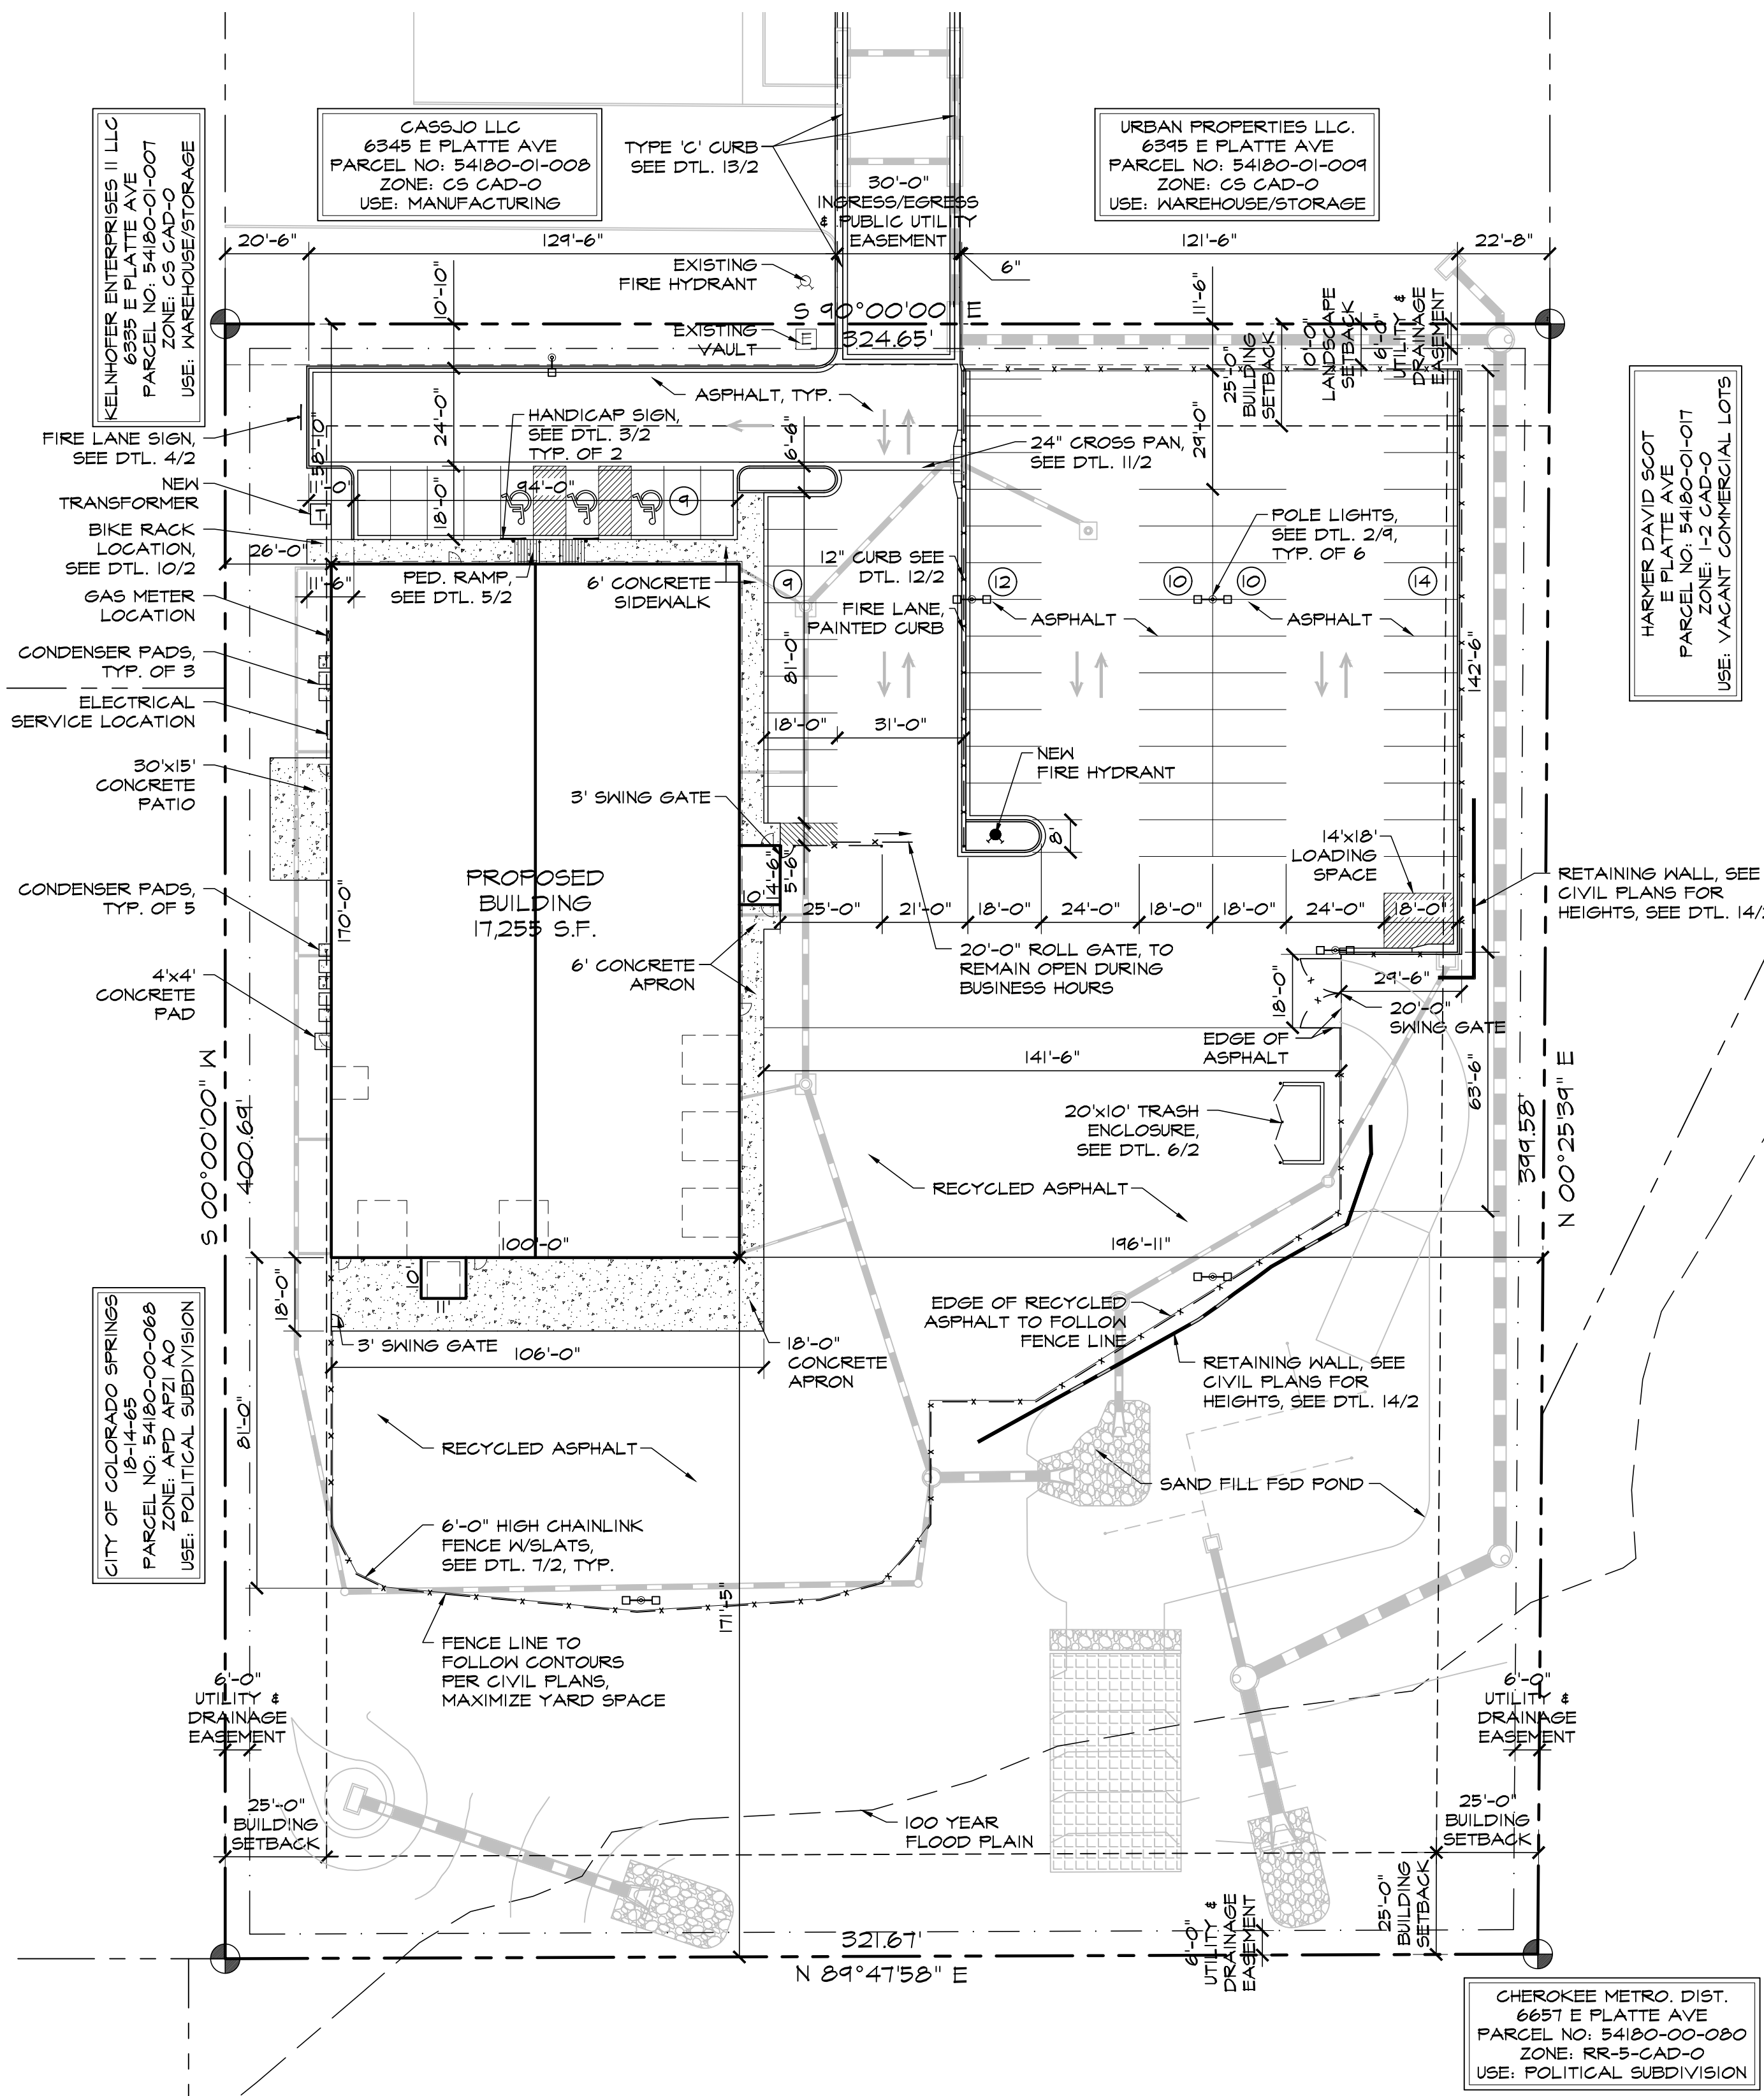 KELNHOFER ENTERPRISES II LLC
6335 E PLATTE AVE
PARCEL NO: 54180-01-007
ZONE: CS CAD-O
USE: WAREHOUSE/STORAGE
CASSJO LLC
6345 E PLATTE AVE
PARCEL NO: 54180-01-008
ZONE: CS CAD-O
USE: MANUFACTURING
TYPE 'C' CURB
SEE DTL. 13/2
30'-0"
INGRESS/EGRESS
& PUBLIC UTILITY
EASEMENT
URBAN PROPERTIES LLC.
6395 E PLATTE AVE
PARCEL NO: 54180-01-009
ZONE: CS CAD-O
USE: WAREHOUSE/STORAGE
20'-6"
129'-6"
121'-6"
22'-8"
6"
EXISTING
FIRE HYDRANT
10'-10"
11'-6"
S 90°00'00" E
324.65'
EXISTING
VAULT
E
25'-0"
BUILDING
SETBACK
0'-0"
LANDSCAPE
SETBACK
6'-0"
UTILITY &
DRAINAGE
EASEMENT
HARMER DAVID SCOT
E PLATTE AVE
PARCEL NO: 54180-01-017
ZONE: I-2 CAD-O
USE: VACANT COMMERCIAL LOTS
ASPHALT, TYP.
FIRE LANE SIGN,
SEE DTL. 4/2
58'-10"
24'-0"
HANDICAP SIGN,
SEE DTL. 3/2
TYP. OF 2
6'-6"
24" CROSS PAN,
SEE DTL. 11/2
29'-0"
NEW
TRANSFORMER
T
11'-0"
94'-0"
9
18'-0"
BIKE RACK
LOCATION,
SEE DTL. 10/2
26'-0"
11'-6"
PED. RAMP,
SEE DTL. 5/2
6' CONCRETE
SIDEWALK
9
12" CURB SEE
DTL. 12/2
12
10
10
14
POLE LIGHTS,
SEE DTL. 2/9,
TYP. OF 6
GAS METER
LOCATION
FIRE LANE,
PAINTED CURB
ASPHALT
ASPHALT
CONDENSER PADS,
TYP. OF 3
81'-0"
142'-6"
ELECTRICAL
SERVICE LOCATION
18'-0"
31'-0"
30'x15'
CONCRETE
PATIO
NEW
FIRE HYDRANT
3' SWING GATE
8'
14'x18'
LOADING
SPACE
PROPOSED
BUILDING
17,255 S.F.
170'-0"
10'
14'-6"
5'-6"
RETAINING WALL, SEE
CIVIL PLANS FOR
HEIGHTS, SEE DTL. 14/2
CONDENSER PADS,
TYP. OF 5
25'-0"
21'-0"
18'-0"
24'-0"
18'-0"
18'-0"
24'-0"
18'-0"
6' CONCRETE
APRON
20'-0" ROLL GATE, TO
REMAIN OPEN DURING
BUSINESS HOURS
4'x4'
CONCRETE
PAD
29'-6"
18'-0"
20'-0"
SWING GATE
EDGE OF
ASPHALT
141'-6"
63'-6"
S 00°00'00" W
400.69'
399.58'
N 00°25'39" E
20'x10' TRASH
ENCLOSURE,
SEE DTL. 6/2
RECYCLED ASPHALT
100'-0"
196'-11"
10'
11'
18'-0"
EDGE OF RECYCLED
ASPHALT TO FOLLOW
FENCE LINE
CITY OF COLORADO SPRINGS
18-14-65
PARCEL NO: 54180-00-068
ZONE: APD APZ1 AO
USE: POLITICAL SUBDIVISION
3' SWING GATE
106'-0"
18'-0"
CONCRETE
APRON
RETAINING WALL, SEE
CIVIL PLANS FOR
HEIGHTS, SEE DTL. 14/2
81'-0"
RECYCLED ASPHALT
SAND FILL FSD POND
6'-0" HIGH CHAINLINK
FENCE W/SLATS,
SEE DTL. 7/2, TYP.
171'-5"
FENCE LINE TO
FOLLOW CONTOURS
PER CIVIL PLANS,
MAXIMIZE YARD SPACE
6'-0"
UTILITY &
DRAINAGE
EASEMENT
6'-0"
UTILITY &
DRAINAGE
EASEMENT
25'-0"
BUILDING
SETBACK
100 YEAR
FLOOD PLAIN
25'-0"
BUILDING
SETBACK
25'-0"
BUILDING
SETBACK
6'-0"
UTILITY &
DRAINAGE
EASEMENT
321.67'
N 89°47'58" E
CHEROKEE METRO. DIST.
6657 E PLATTE AVE
PARCEL NO: 54180-00-080
ZONE: RR-5-CAD-O
USE: POLITICAL SUBDIVISION